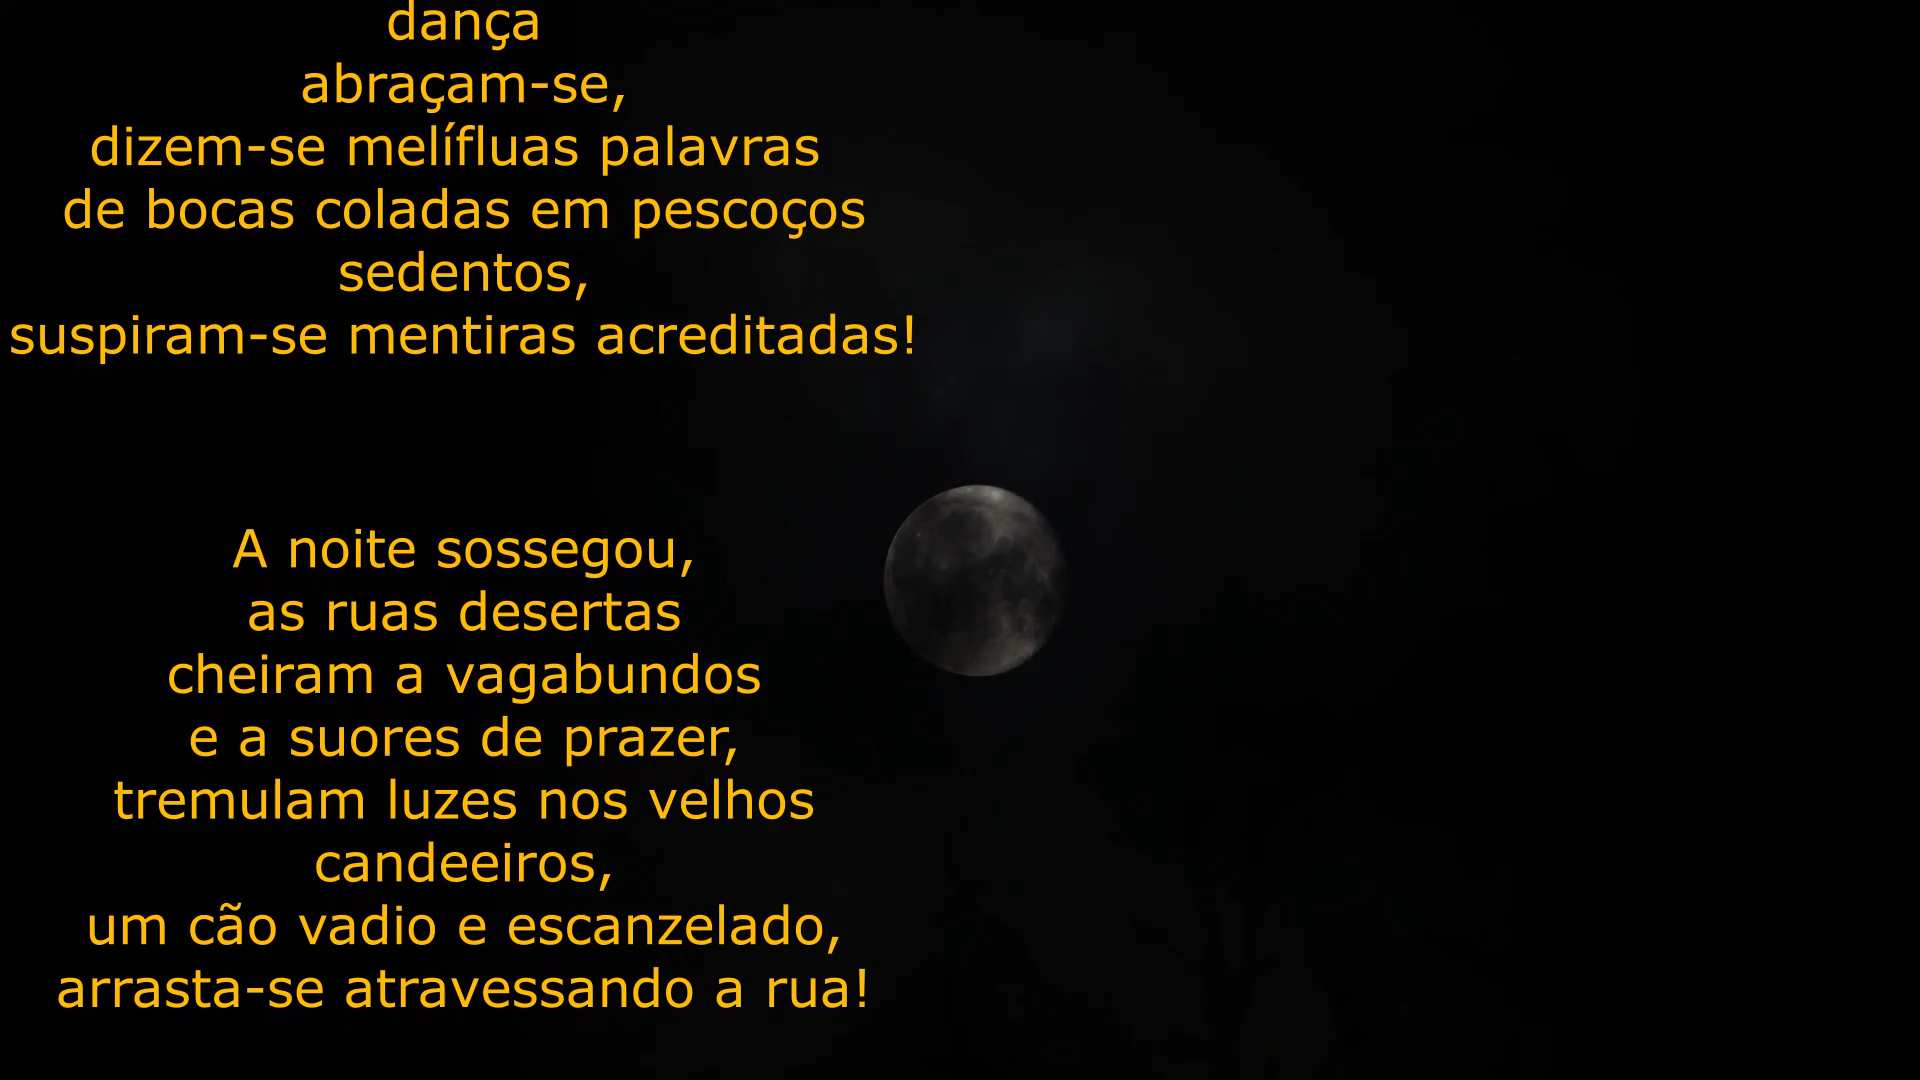 dança
abraçam-se,
dizem-se melífluas palavras
de bocas coladas em pescoços
sedentos,
suspiram-se mentiras acreditadas!
A noite sossegou,
as ruas desertas
cheiram a vagabundos
e a suores de prazer,
tremulam luzes nos velhos
candeeiros,
um cão vadio e escanzelado,
arrasta-se atravessando a rua!